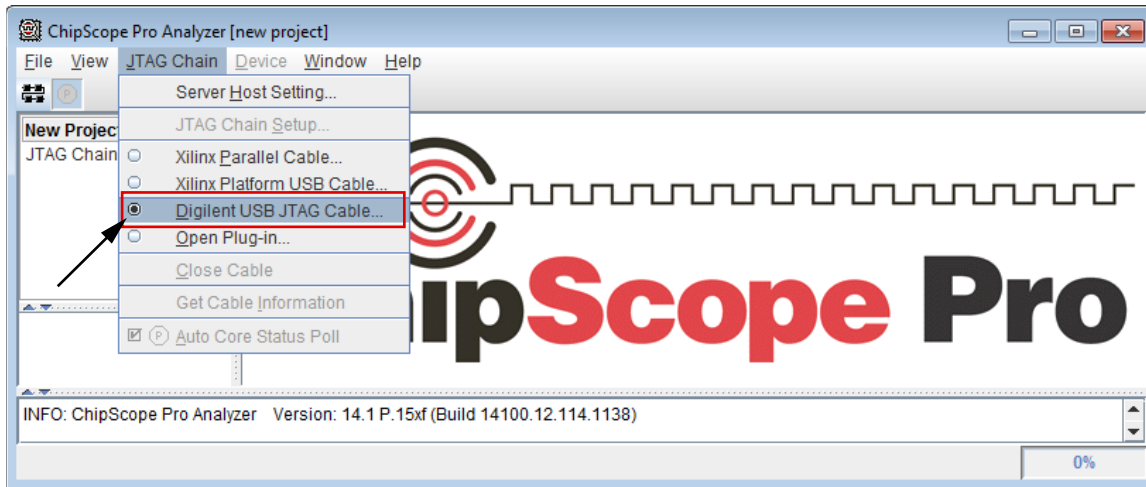 ChipScope Pro Analyzer [new project]
File View JTAG Chain Device Window Help
P
Server Host Setting...
New Projec
JTAG Chain Setup...
JTAG Chain
Xilinx Parallel Cable...
Xilinx Platform USB Cable...
Digilent USB JTAG Cable...
Open Plug-in...
Close Cable
Get Cable Information
P Auto Core Status Poll
ipScope Pro
INFO: ChipScope Pro Analyzer Version: 14.1 P.15xf (Build 14100.12.114.1138)
0%